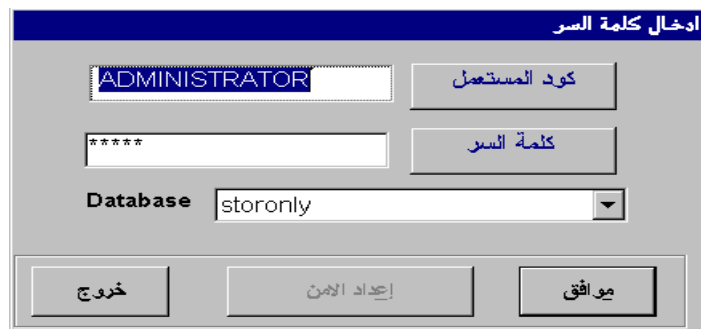 ادخال كلمة السر
كود المستعمل ADMINISTRATOR
كلمة السر *****
Database storonly
موافق إعداد الامن خروج